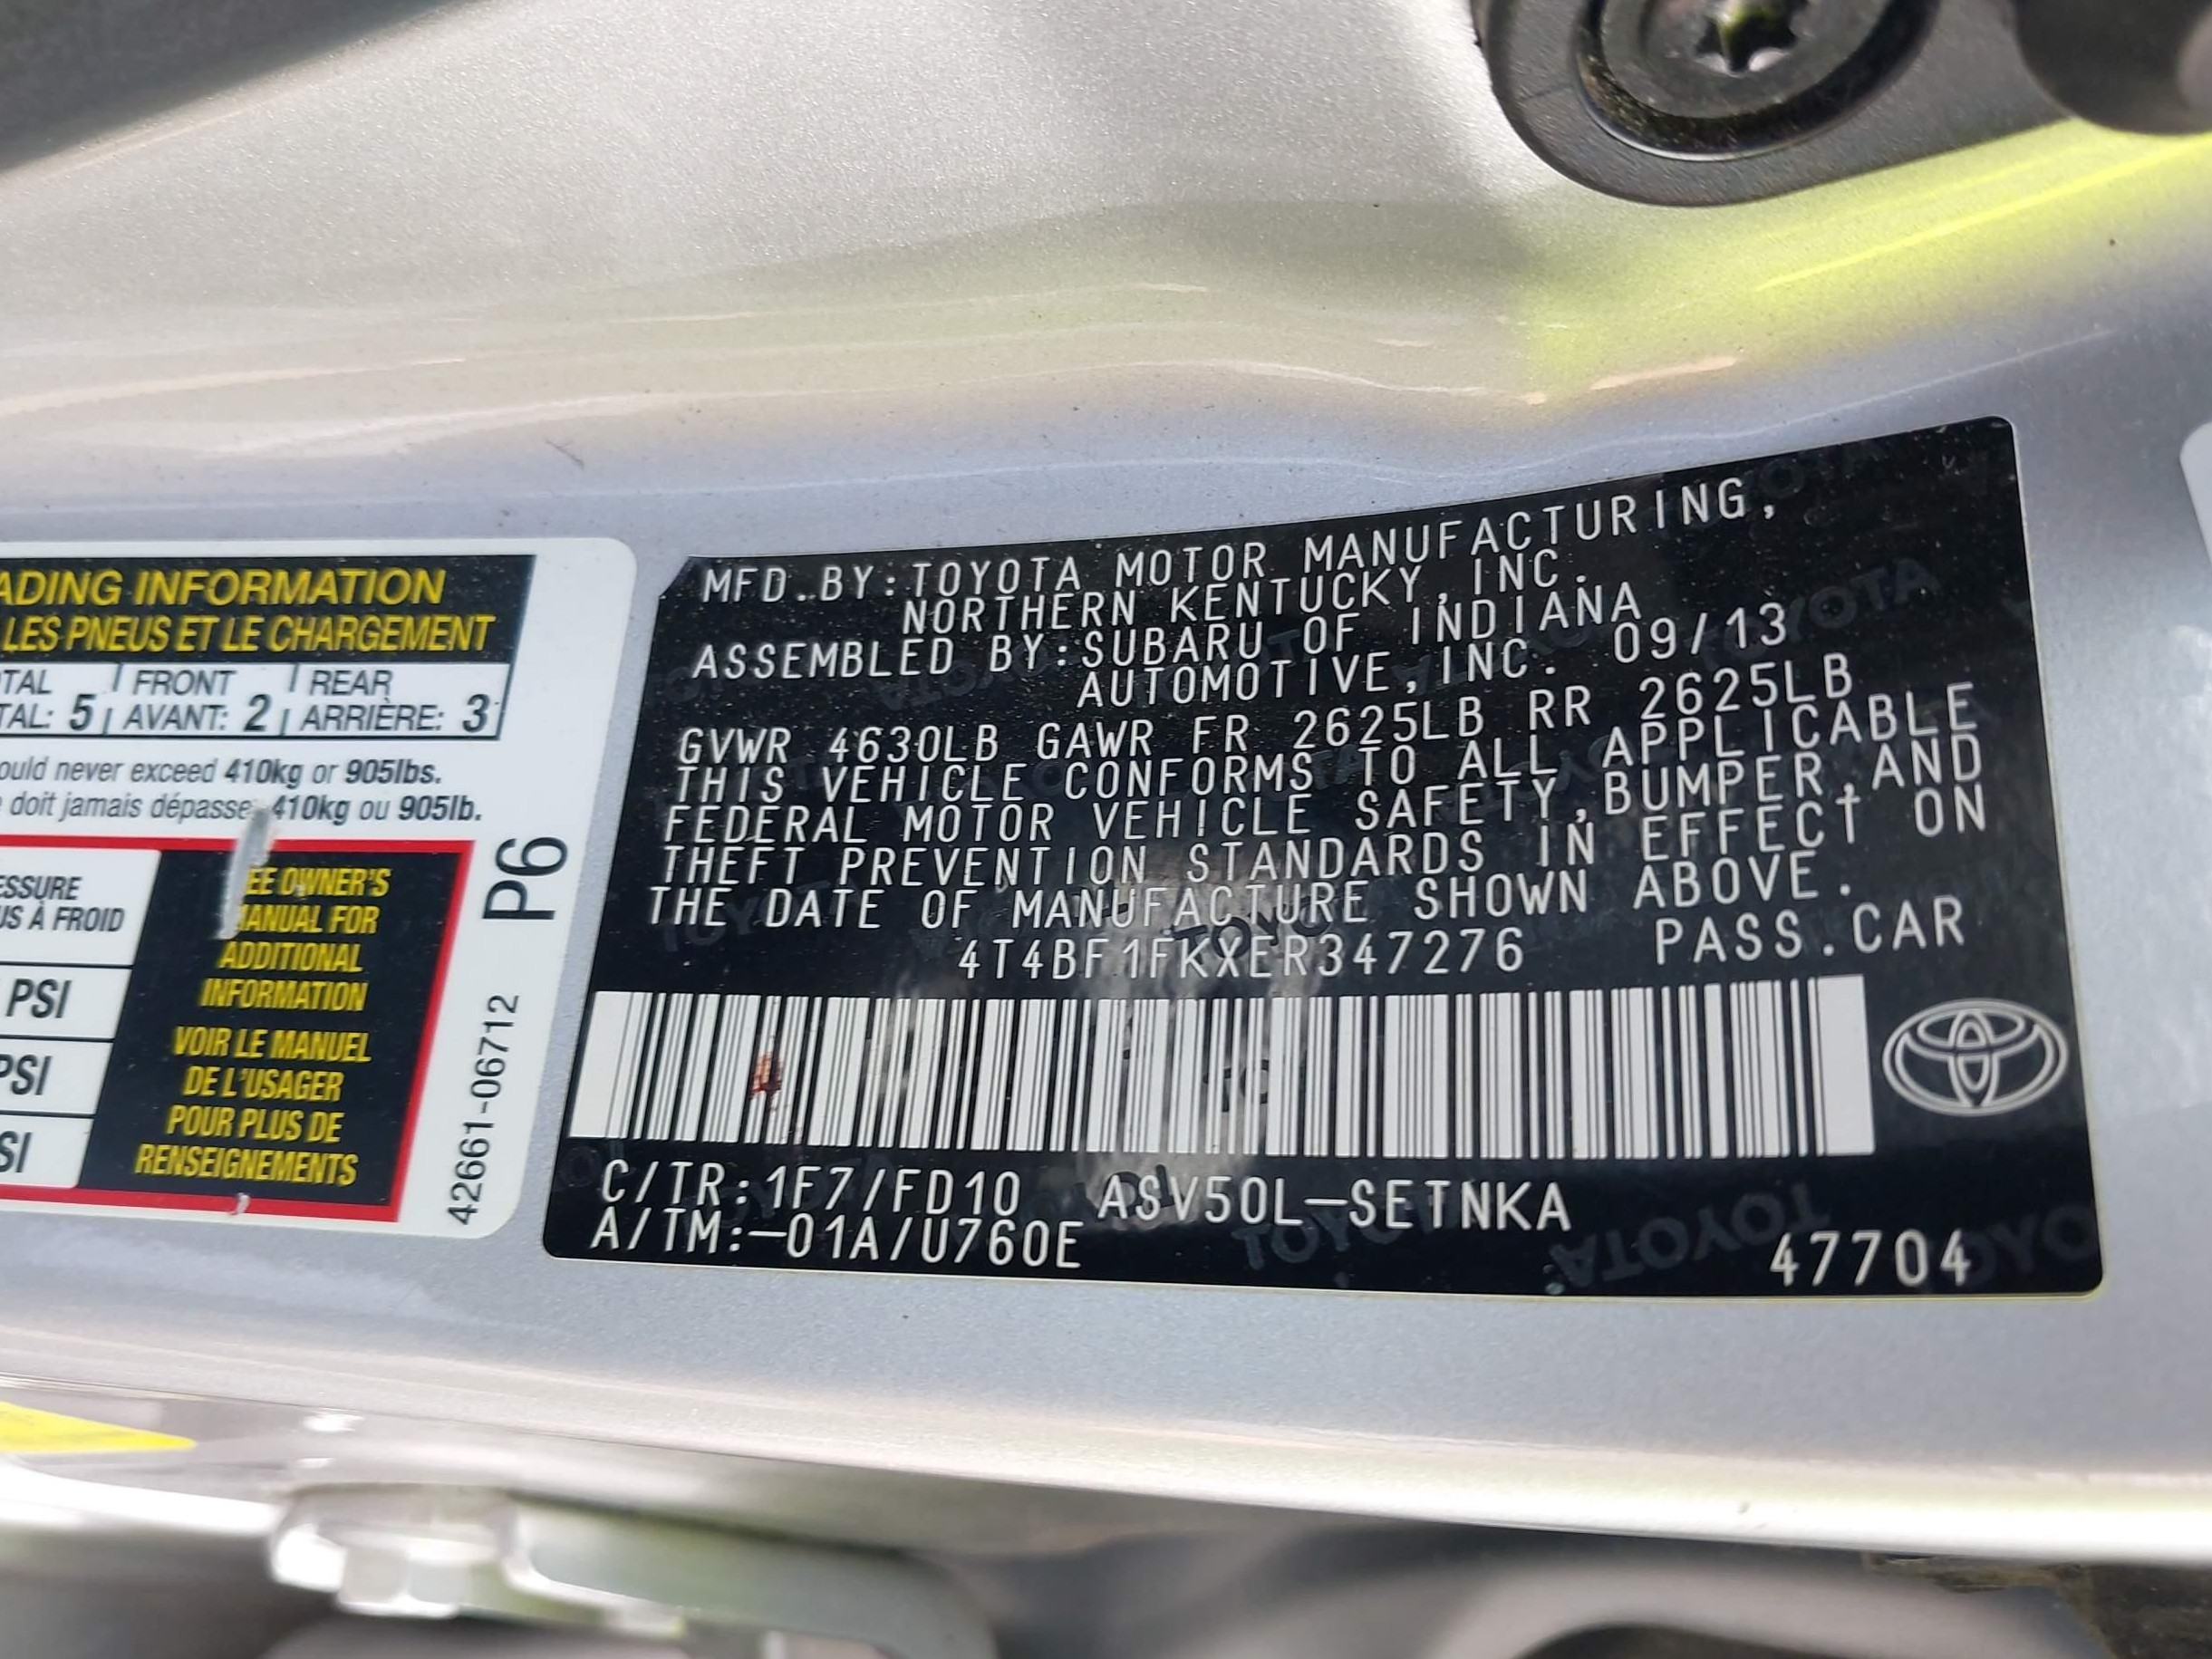 ADING INFORMATION
LES PNEUS ET LE CHARGEMENT
TAL FRONT REAR
TAL: 5 AVANT: 2 ARRIÈRE: 3
ould never exceed 410kg or 905lbs.
doit jamais dépasse 410kg ou 905lb.
ESSURE
US À FROID
PSI
PSI
SI
EE OWNER'S
MANUAL FOR
ADDITIONAL
INFORMATION
VOIR LE MANUEL
DE L'USAGER
POUR PLUS DE
RENSEIGNEMENTS
P6
42661-06712
MFD. BY:TOYOTA MOTOR MANUFACTURING,
NORTHERN KENTUCKY,INC.
ASSEMBLED BY:SUBARU OF INDIANA
AUTOMOTIVE,INC. 09/13
GVWR 4630LB GAWR FR 2625LB RR 2625LB
THIS VEHICLE CONFORMS TO ALL APPLICABLE
FEDERAL MOTOR VEHICLE SAFETY,BUMPER,AND
THEFT PREVENTION STANDARDS IN EFFECT ON
THE DATE OF MANUFACTURE SHOWN ABOVE.
4T4BF1FKXER347276 PASS.CAR
C/TR:1F7/FD10 ASV50L-SETNKA
A/TM:-01A/U760E
47704